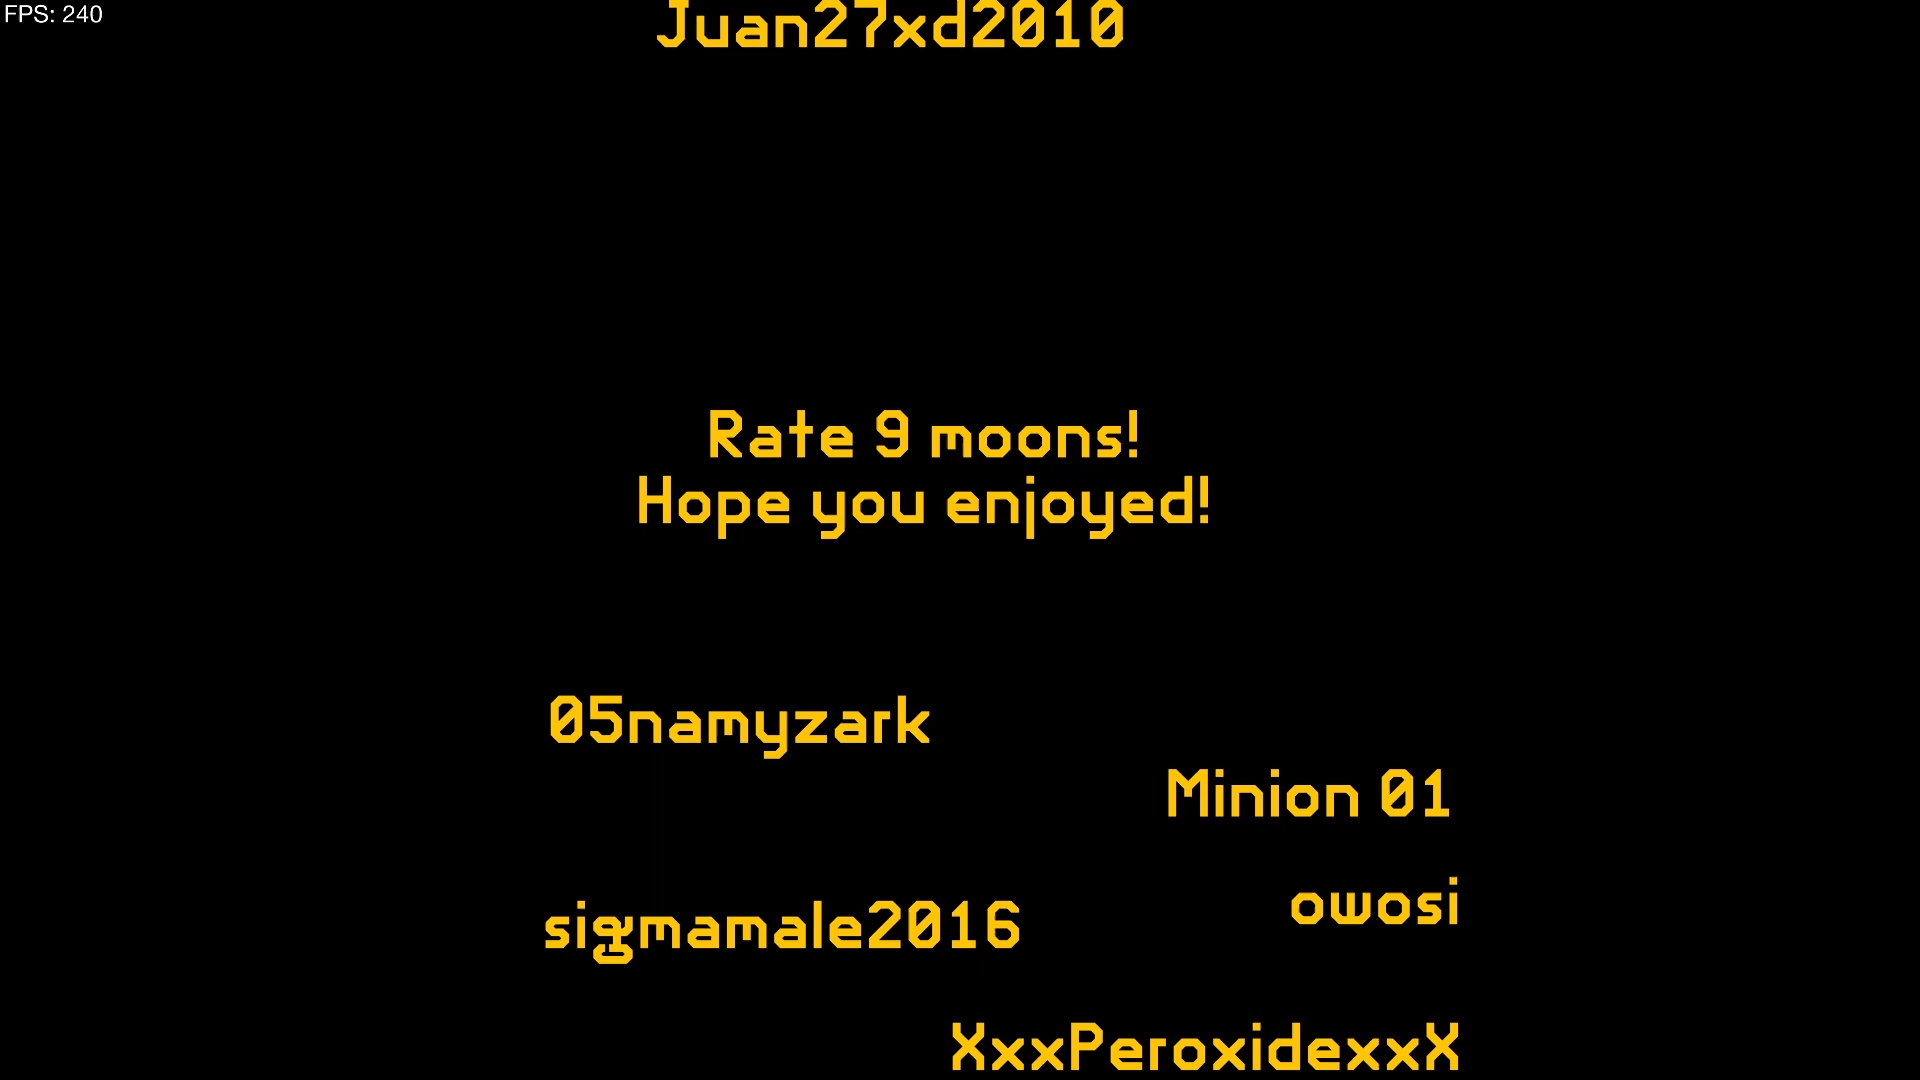 FPS: 240
Juan27xd2010
Rate 9 moons!
Hope you enjoyed!
05namyzark
Minion 01
owosi
sigmamale2016
XxxPeroxidexxX